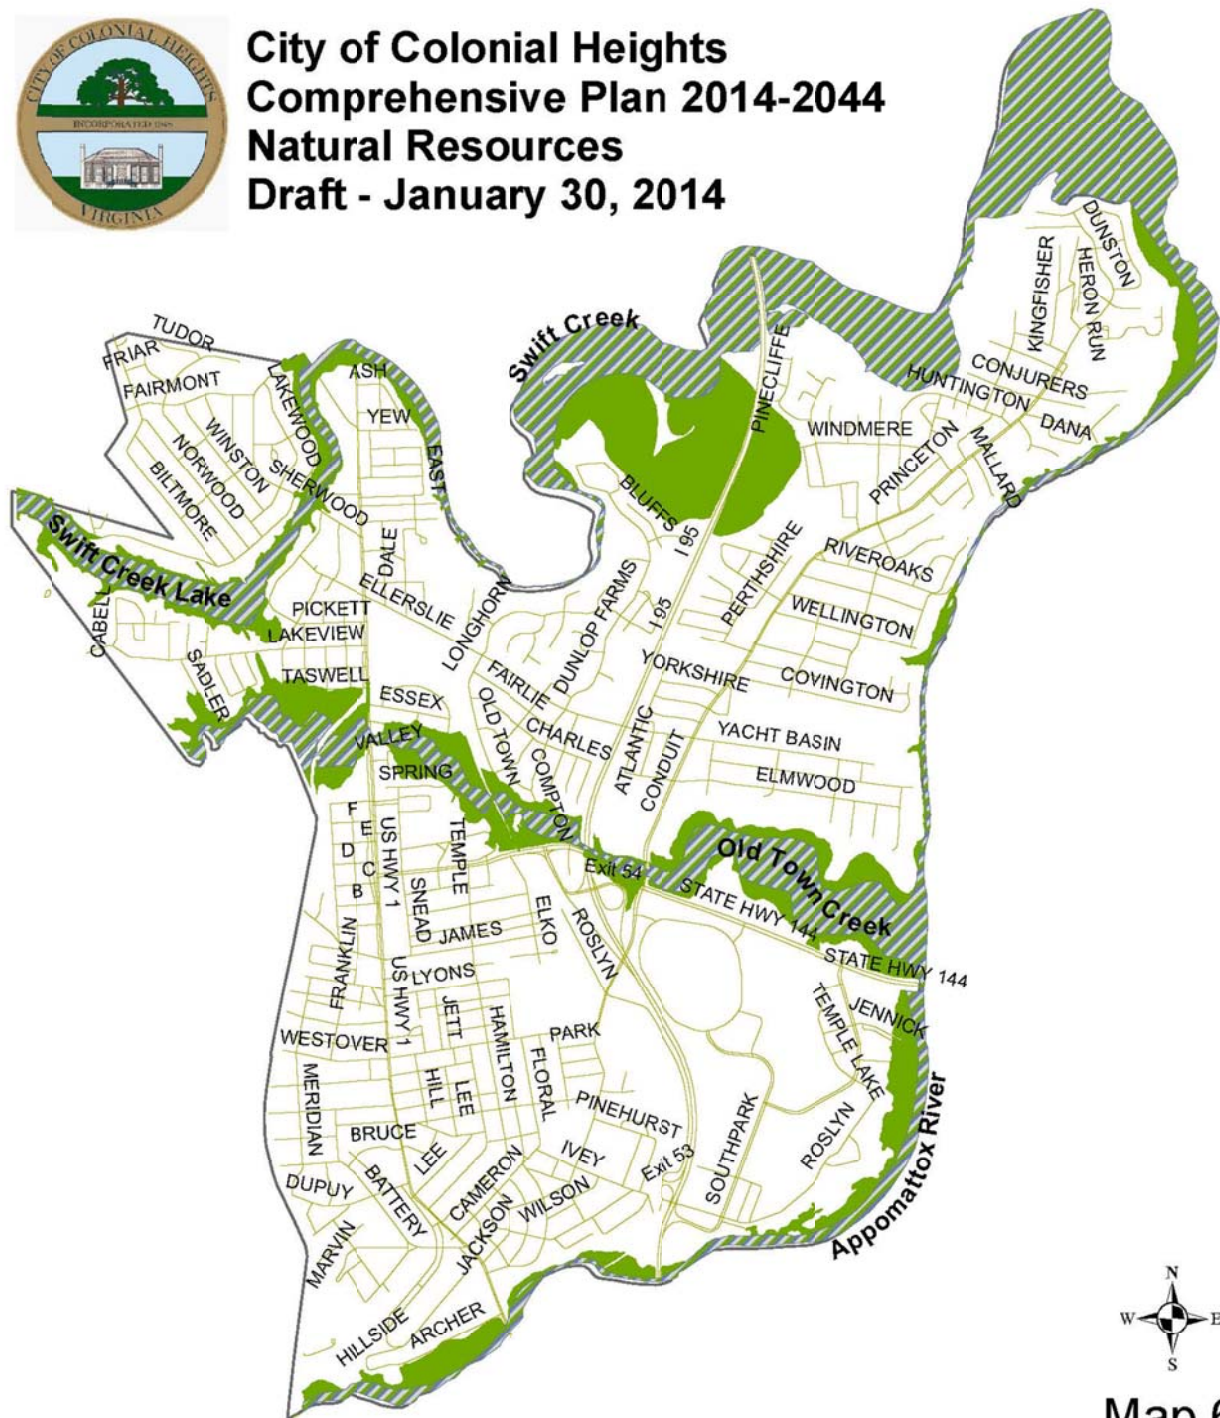 City of Colonial Heights
Comprehensive Plan 2014-2044
Natural Resources
Draft - January 30, 2014
CITY OF COLONIAL HEIGHTS
INCORPORATED 1948
VIRGINIA
DUNSTON
KINGFISHER
HERON RUN
Swift Creek
TUDOR
FRIAR
FAIRMONT
LAKEWOOD
ASH
YEW
PINECLIFFE
CONJURERS
HUNTINGTON
DANA
WINDMERE
PRINCETON
MALLARD
WINSTON
NORWOOD
BILTMORE
SHERWOOD
EAST
BLUFFS
I 95
Swift Creek Lake
DALE
ELLERSLIE
LONGHORN
DUNLOP FARMS
I 95
PERTHSHIRE
RIVEROAKS
WELLINGTON
CABELL
PICKETT
LAKEVIEW
SADLER
TASWELL
ESSEX
FAIRLIE
YORKSHIRE
COVINGTON
OLD TOWN
CHARLES
ATLANTIC
CONDUIT
YACHT BASIN
ELMWOOD
VALLEY
SPRING
COMPTON
F
E
D
C
B
US HWY 1
TEMPLE
SNEAD
Exit 54
Old Town Creek
STATE HWY 144
STATE HWY 144
ELKO
ROSLYN
JAMES
FRANKLIN
LYONS
US HWY 1
JETT
HAMILTON
WESTOVER
PARK
FLORAL
TEMPLE LAKE
JENNICK
MERIDIAN
HILL
LEE
PINEHURST
BRUCE
LEE
IVEY
Exit 53
SOUTHPARK
ROSLYN
Appomattox River
DUPUY
BATTERY
CAMERON
WILSON
JACKSON
MARVIN
HILLSIDE
ARCHER
N
W
E
S
Map 6